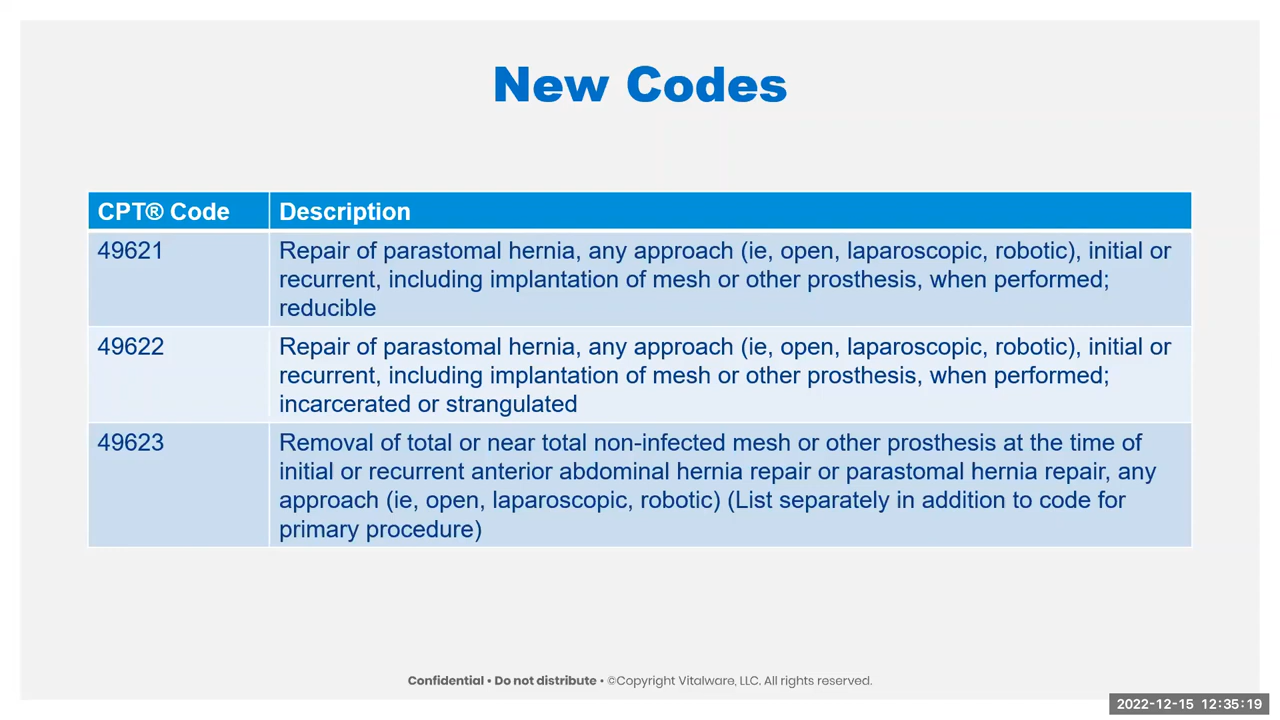 New Codes
CPT® Code Description
49621 Repair of parastomal hernia, any approach (ie, open, laparoscopic, robotic), initial or
recurrent, including implantation of mesh or other prosthesis, when performed;
reducible
49622 Repair of parastomal hernia, any approach (ie, open, laparoscopic, robotic), initial or
recurrent, including implantation of mesh or other prosthesis, when performed;
incarcerated or strangulated
49623 Removal of total or near total non-infected mesh or other prosthesis at the time of
initial or recurrent anterior abdominal hernia repair or parastomal hernia repair, any
approach (ie, open, laparoscopic, robotic) (List separately in addition to code for
primary procedure)
Confidential • Do not distribute • ©Copyright Vitalware, LLC. All rights reserved.
2022-12-15 12:35:19